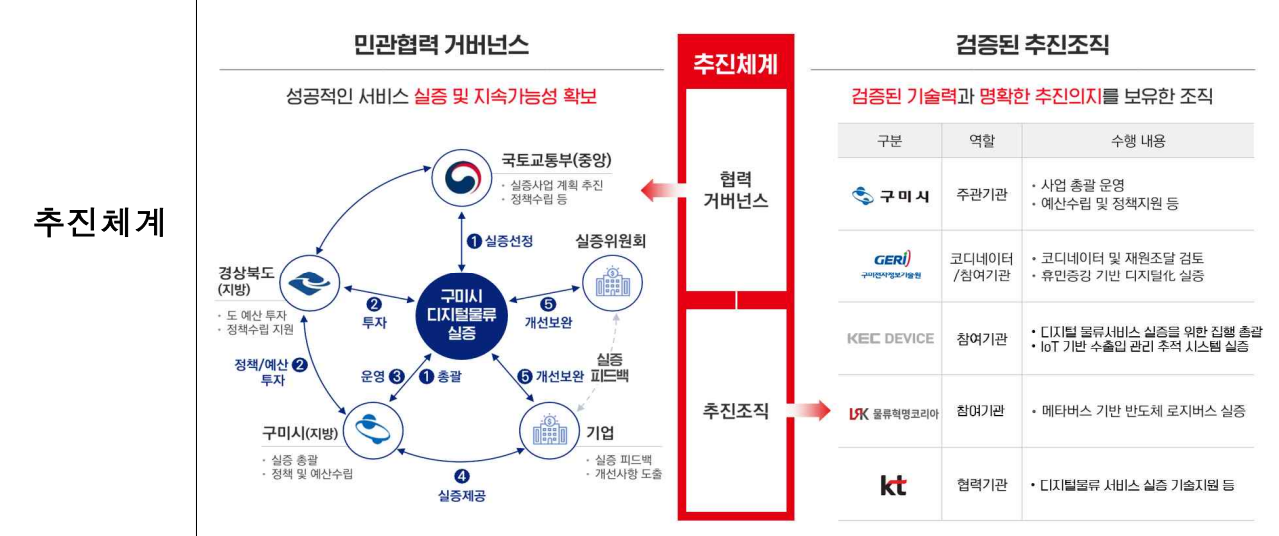 추진체계
민관협력 거버넌스
성공적인 서비스 실증 및 지속가능성 확보
국토교통부(중앙)
· 실증사업 계획 추진
· 정책수립 등
❶ 실증선정
실증위원회
경상북도
(지방)
· 도 예산 투자
· 정책수립 지원
❷
투자
구미시
디지털물류
실증
❺
개선보완
정책/예산 ❷
투자
운영 ❸
❶ 총괄
❺ 개선보완
실증
피드백
구미시(지방)
· 실증 총괄
· 정책 및 예산수립
❹
실증제공
기업
· 실증 피드백
· 개선사항 도출
추진체계
협력
거버넌스
추진조직
검증된 추진조직
검증된 기술력과 명확한 추진의지를 보유한 조직
구분 역할 수행 내용
구미시 주관기관
· 사업 총괄 운영
· 예산수립 및 정책지원 등
GERI
구미전자정보기술원
코디네이터
/참여기관
· 코디네이터 및 재원조달 검토
· 휴먼증강 기반 디지털化 실증
KEC DEVICE 참여기관
• 디지털 물류서비스 실증을 위한 집행 총괄
• IoT 기반 수출입 관리 추적 시스템 실증
LRK 물류혁명코리아 참여기관
· 메타버스 기반 반도체 로지버스 실증
kt 협력기관
• 디지털물류 서비스 실증 기술지원 등